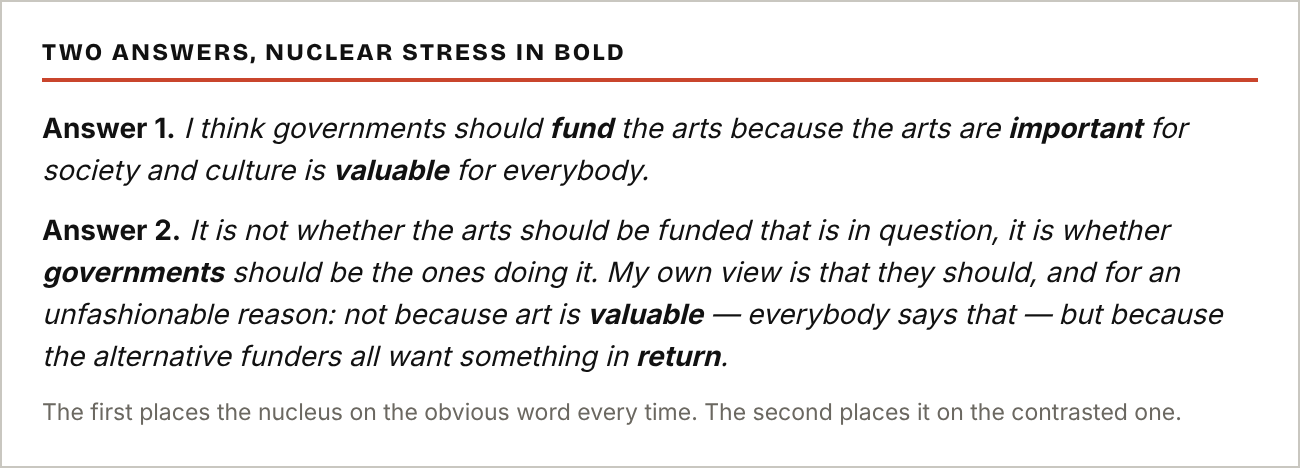 TWO ANSWERS, NUCLEAR STRESS IN BOLD
Answer 1. I think governments should fund the arts because the arts are important for
society and culture is valuable for everybody.
Answer 2. It is not whether the arts should be funded that is in question, it is whether
governments should be the ones doing it. My own view is that they should, and for an
unfashionable reason: not because art is valuable — everybody says that — but because
the alternative funders all want something in return.
The first places the nucleus on the obvious word every time. The second places it on the contrasted one.